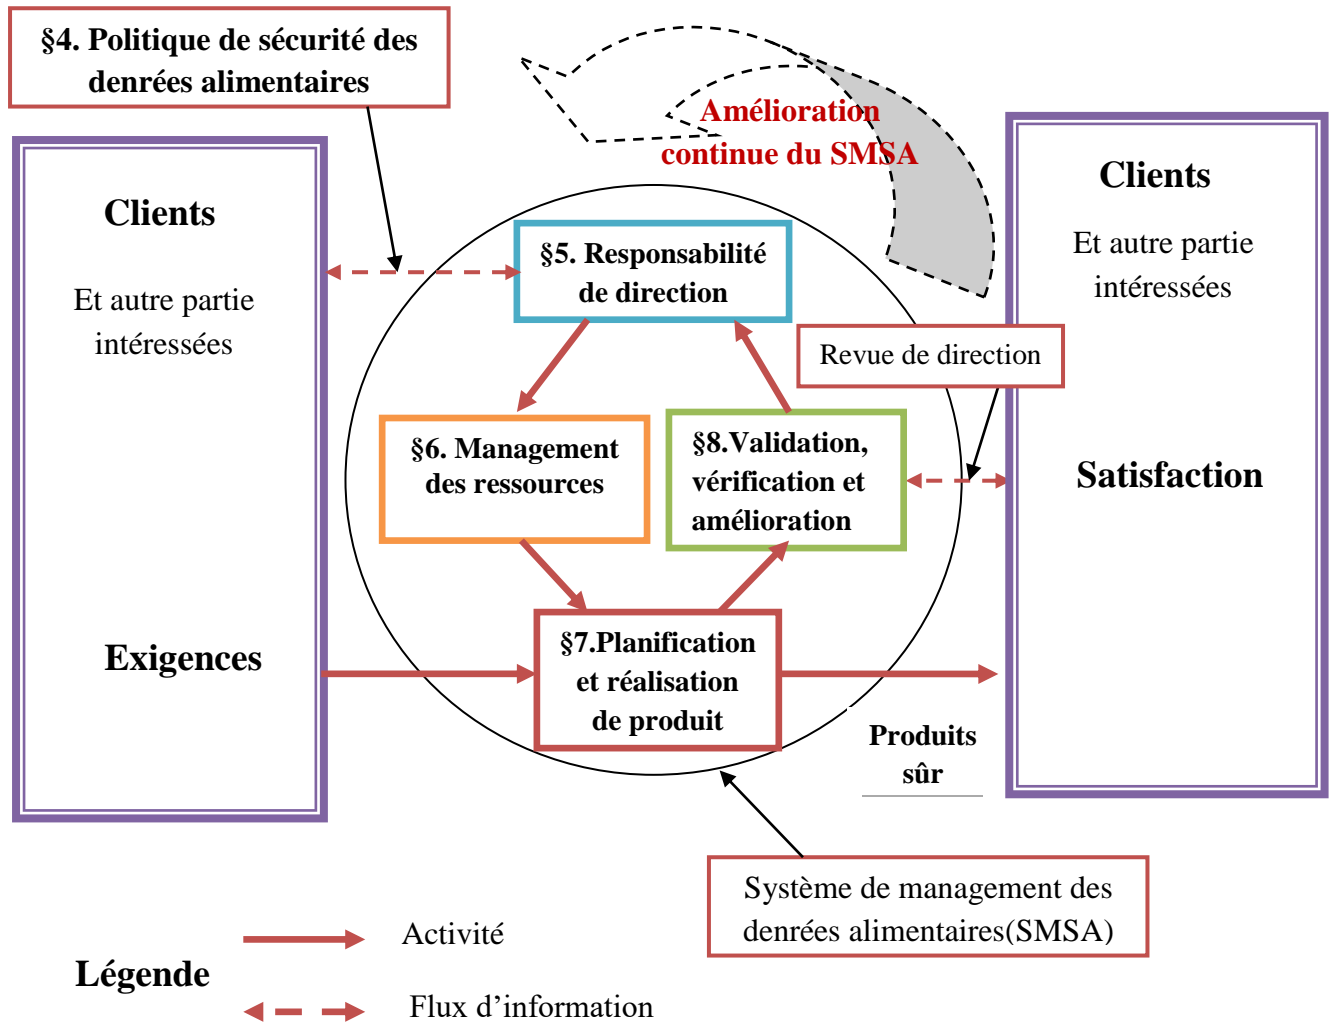 §4. Politique de sécurité des
denrées alimentaires
Amélioration
continue du SMSA
Clients
Et autre partie
intéressées
Exigences
§5. Responsabilité
de direction
Clients
Et autre partie
intéressées
Satisfaction
Revue de direction
§6. Management
des ressources
§8.Validation,
vérification et
amélioration
§7.Planification
et réalisation
de produit
Produits
sûr
Système de management des
denrées alimentaires(SMSA)
Légende
Activité
Flux d’information